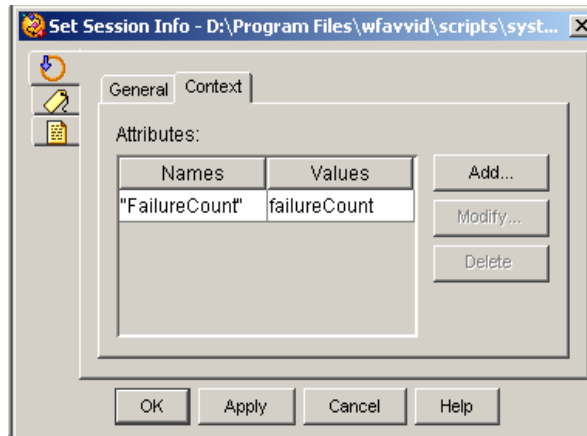 Set Session Info - D:\Program Files\wfavvid\scripts\syst...
General Context
Attributes:
Names Values
"FailureCount" failureCount
Add...
Modify...
Delete
OK Apply Cancel Help